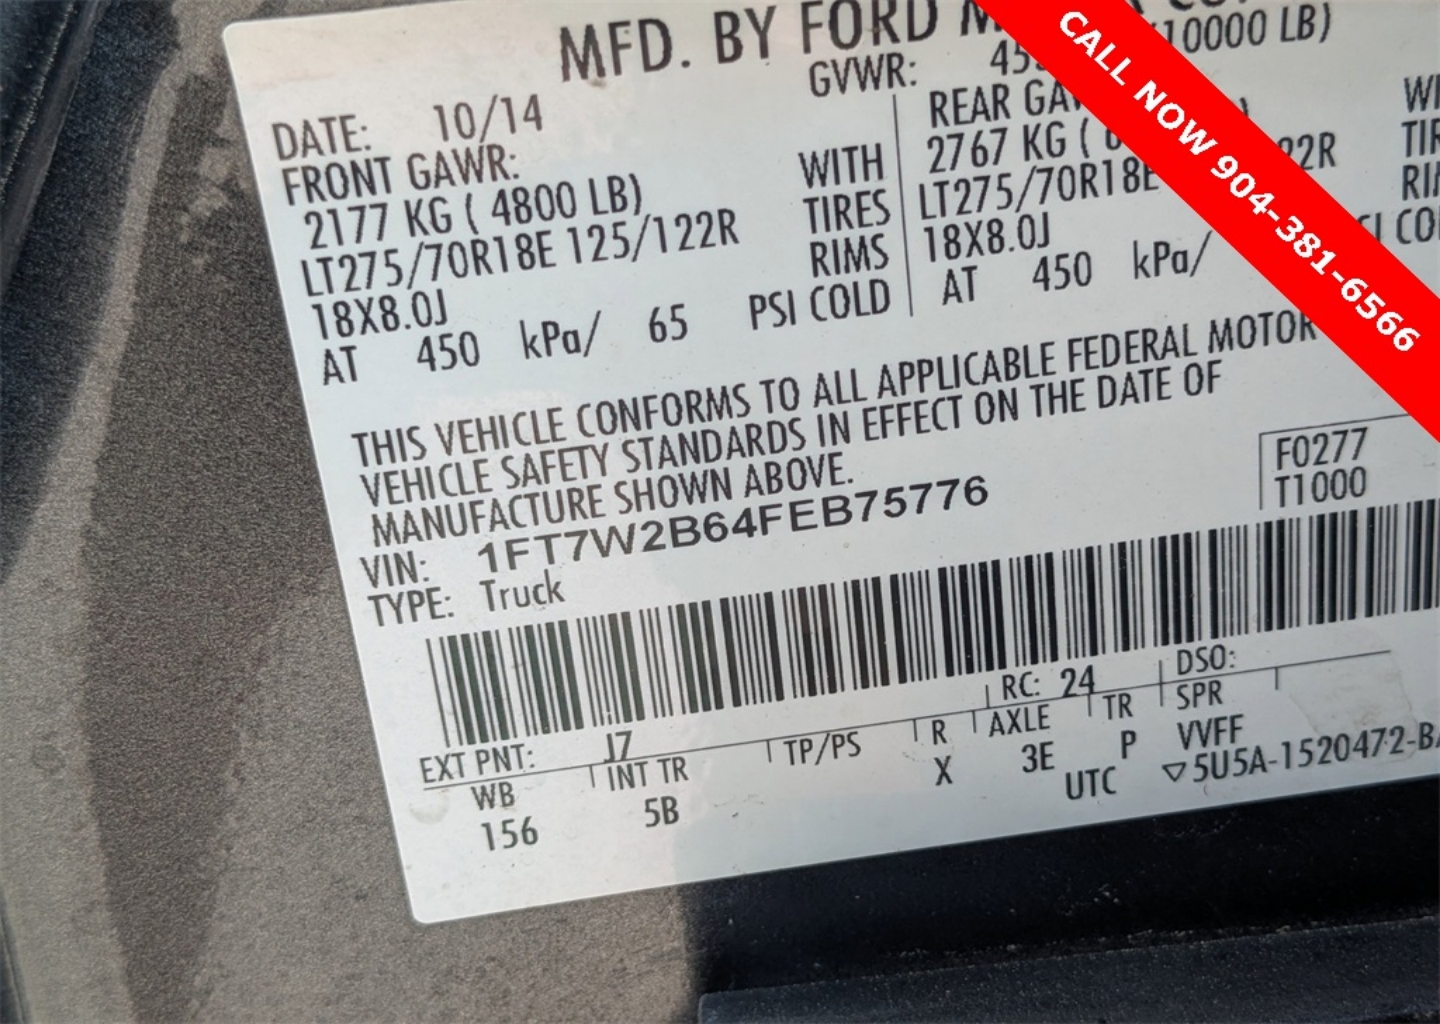 MFD. BY FORD
GVWR: (10000 LB)
DATE: 10/14
FRONT GAWR:
2177 KG ( 4800 LB)
LT275/70R18E 125/122R
18X8.0J
AT 450 kPa/ 65 PSI COLD
WITH
TIRES
RIMS
REAR
2767 KG (
LT275/70R18E
18X8.0J
AT 450 kPa/
THIS VEHICLE CONFORMS TO ALL APPLICABLE FEDERAL MOTOR
VEHICLE SAFETY STANDARDS IN EFFECT ON THE DATE OF
MANUFACTURE SHOWN ABOVE.
VIN: 1FT7W2B64FEB75776
TYPE: Truck
F0277
T1000
EXT PNT: J7
RC: 24
DSO:
WB
INT TR
TP/PS
R
AXLE
TR
SPR
156
5B
X
3E
P
VVFF
UTC
▽5U5A-1520472-B
CALL NOW 904-381-6566